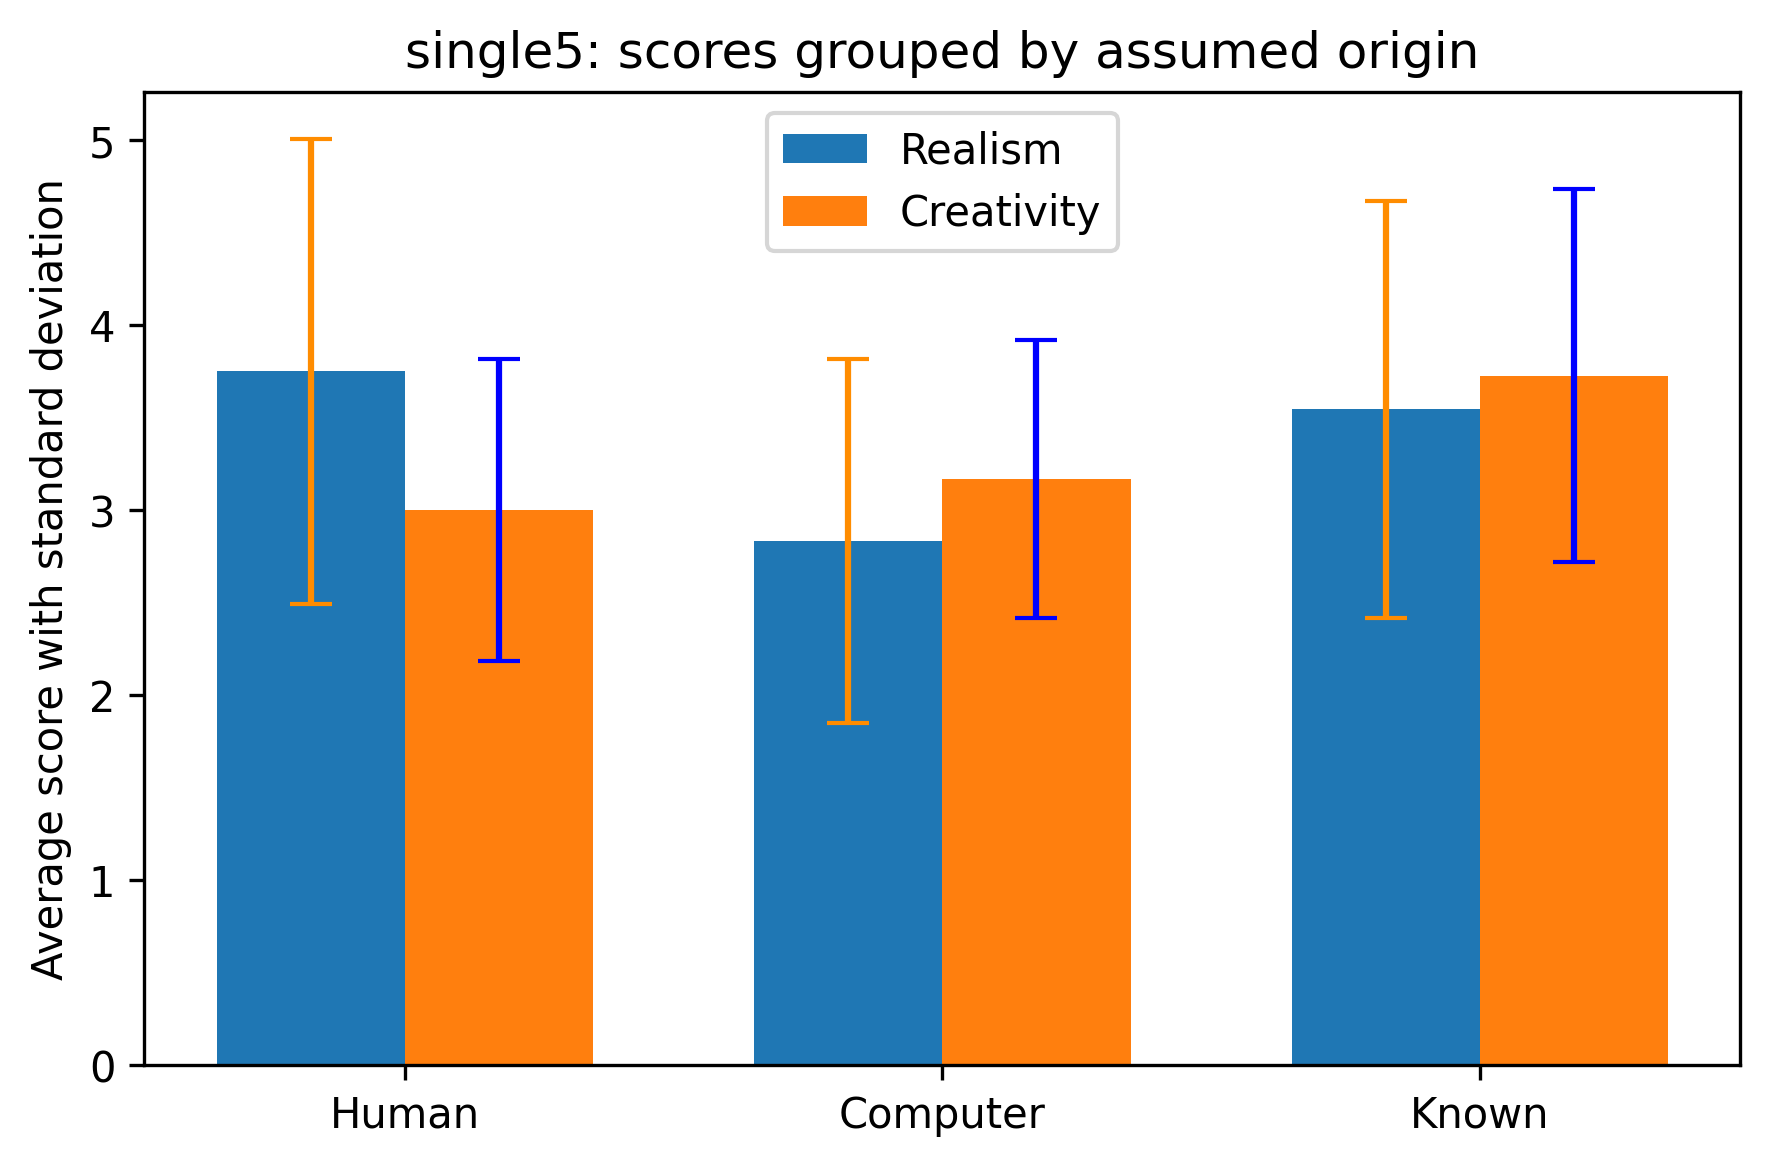 single5: scores grouped by assumed origin
Realism
Creativity
Average score with standard deviation
5
4
3
2
1
0
Human
Computer
Known